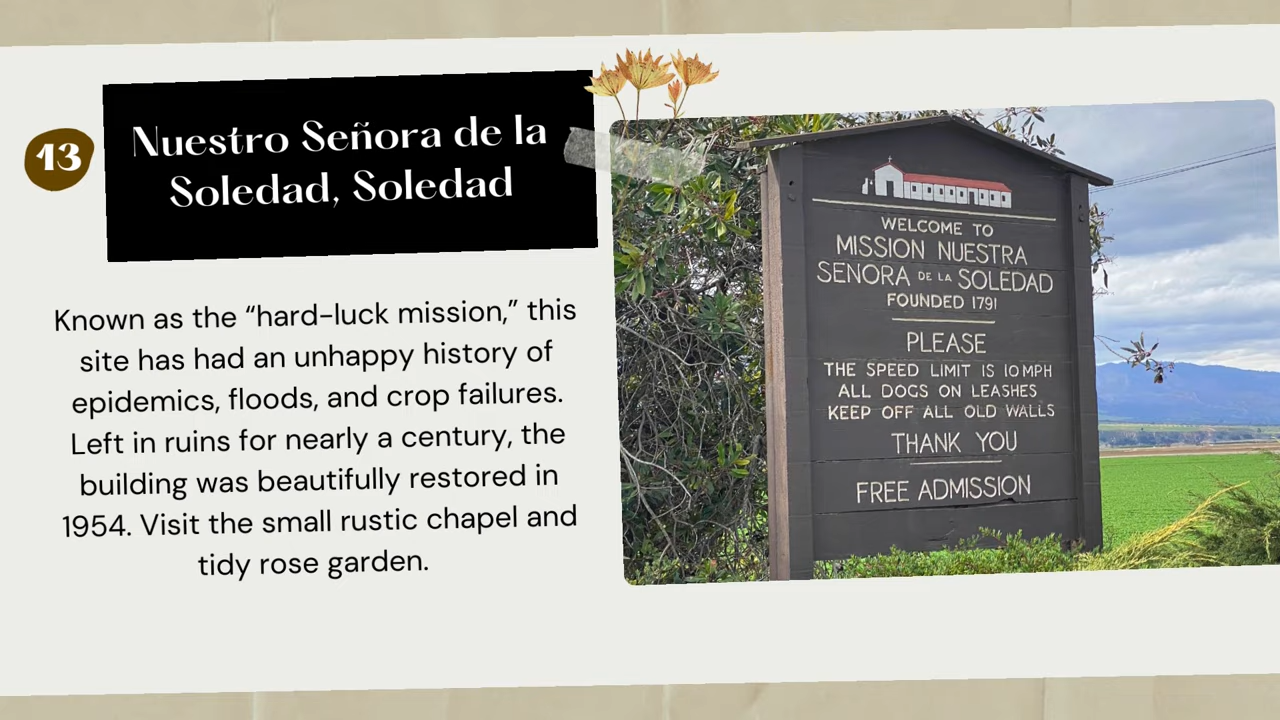 13
Nuestro Señora de la
Soledad, Soledad
Known as the “hard-luck mission,” this
site has had an unhappy history of
epidemics, floods, and crop failures.
Left in ruins for nearly a century, the
building was beautifully restored in
1954. Visit the small rustic chapel and
tidy rose garden.
WELCOME TO
MISSION NUESTRA
SENORA DE LA SOLEDAD
FOUNDED 1791
PLEASE
THE SPEED LIMIT IS 10 MPH
ALL DOGS ON LEASHES
KEEP OFF ALL OLD WALLS
THANK YOU
FREE ADMISSION